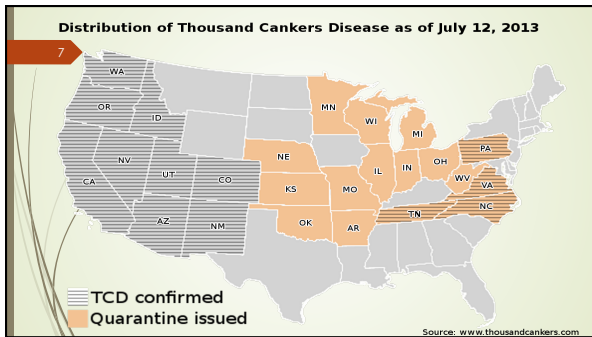 Distribution of Thousand Cankers Disease as of July 12, 2013
7
WA
OR
ID
MN
WI
MI
NV
UT
CO
CA
AZ
NM
NE
KS
OK
MO
AR
IL
IN
OH
PA
WV
VA
TN
NC
TCD confirmed
Quarantine issued
Source: www.thousandcankers.com